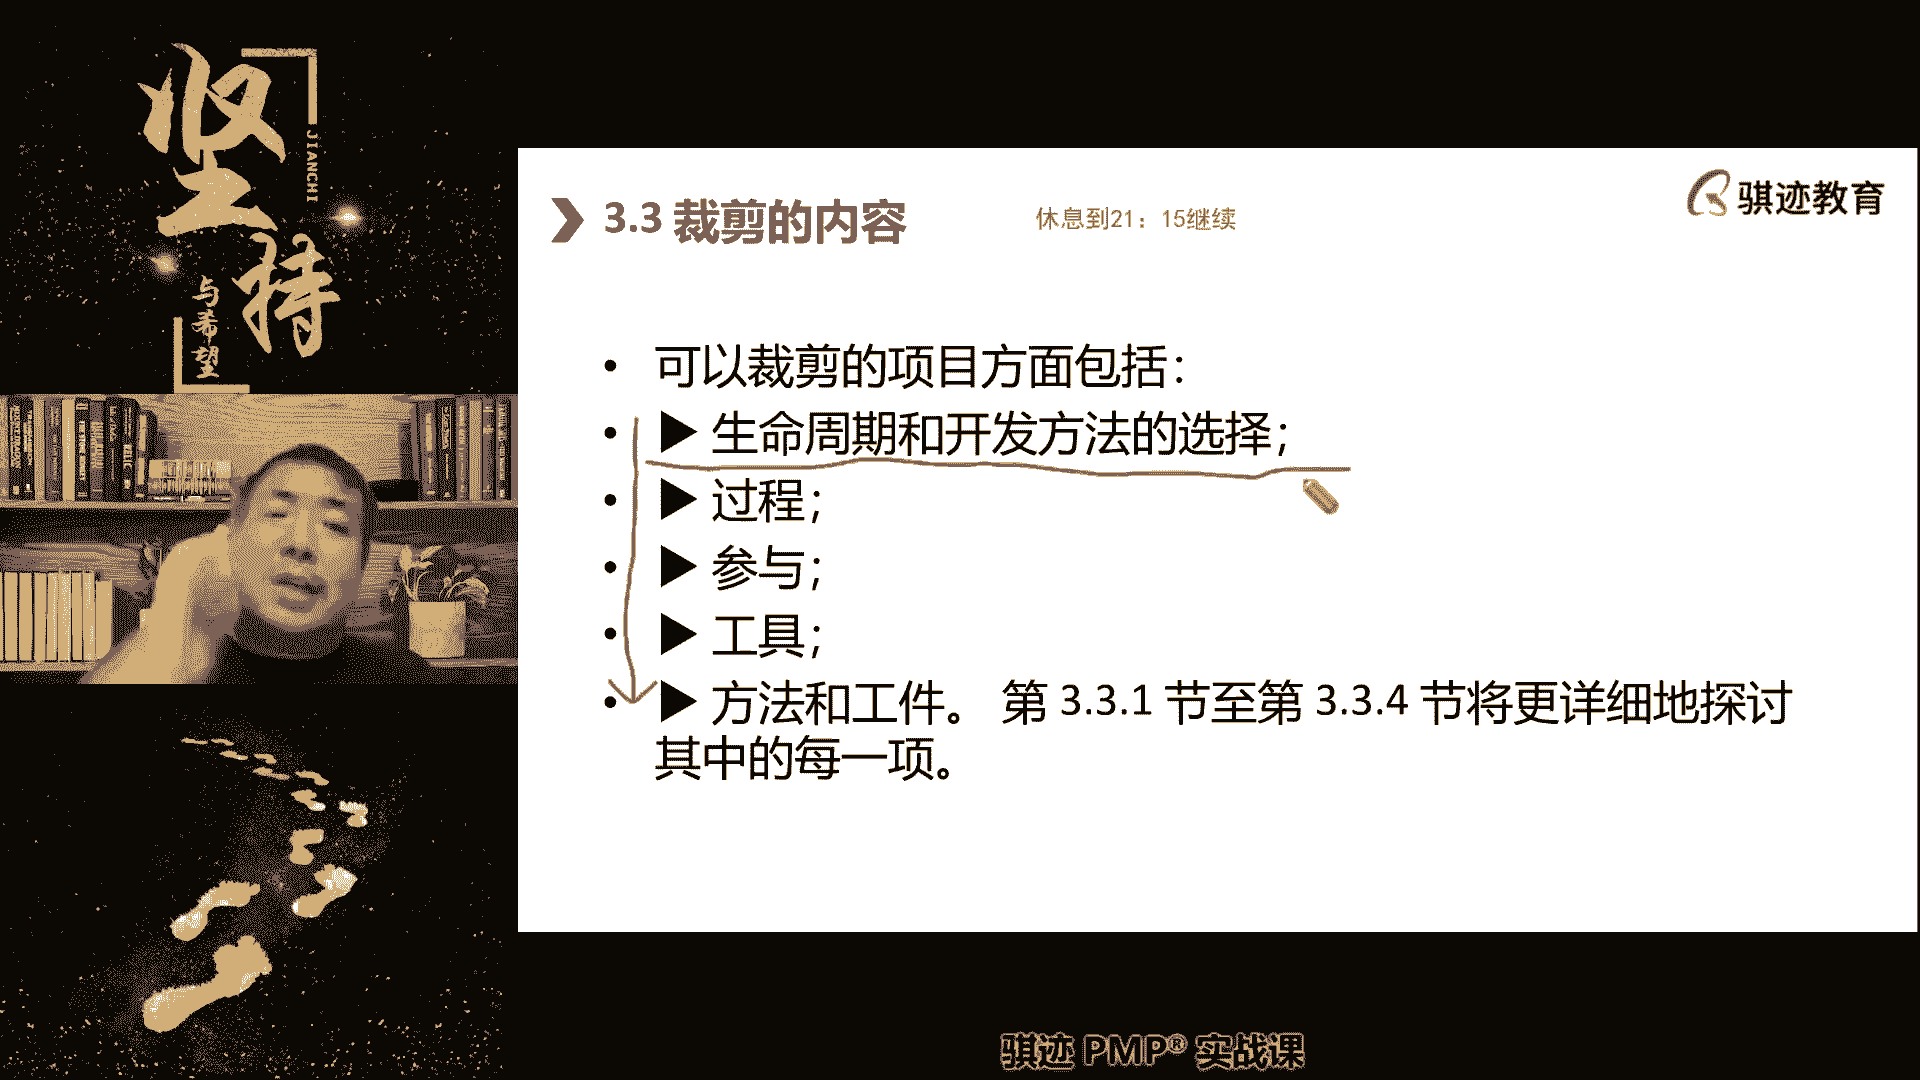 坚持
JIANCHI
与希望
3.3 裁剪的内容
休息到21：15继续
骐迹教育
• 可以裁剪的项目方面包括：
• ▶ 生命周期和开发方法的选择；
• ▶ 过程；
• ▶ 参与；
• ▶ 工具；
• ▶ 方法和工件。 第 3.3.1 节至第 3.3.4 节将更详细地探讨
其中的每一项。
骐迹 PMP® 实战课